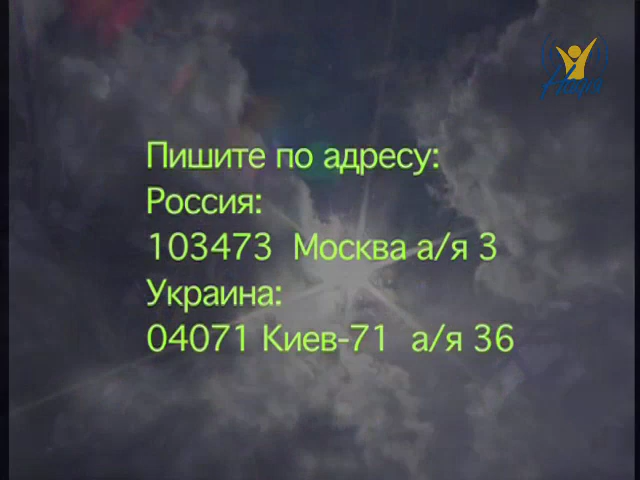 Пишите по адресу:
Россия:
103473 Москва а/я 3
Украина:
04071 Киев-71 а/я 36